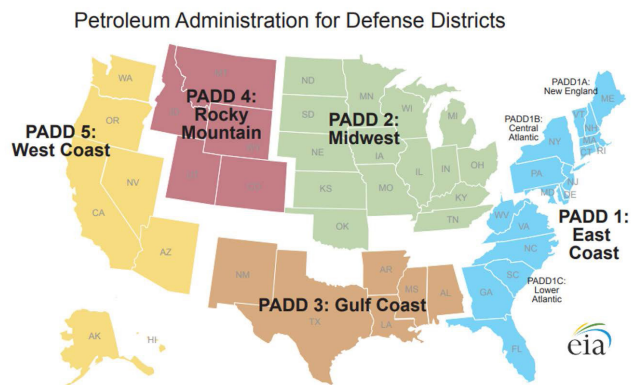 Petroleum Administration for Defense Districts
PADD 5:
West Coast
WA
OR
NV
CA
AZ
AK
HI
PADD 4:
Rocky
Mountain
PADD 2:
Midwest
ND
SD
NE
KS
OK
MN
IA
MO
WI
IL
IN
MI
OH
KY
TN
PADD 3: Gulf Coast
NM
TX
AR
LA
MS
AL
PADD1A:
New England
ME
VT
NH
MA
CT
RI
PADD1B:
Central
Atlantic
NY
PA
NJ
MD
DE
PADD 1:
East
Coast
WV
VA
NC
SC
GA
FL
PADD1C:
Lower
Atlantic
eia